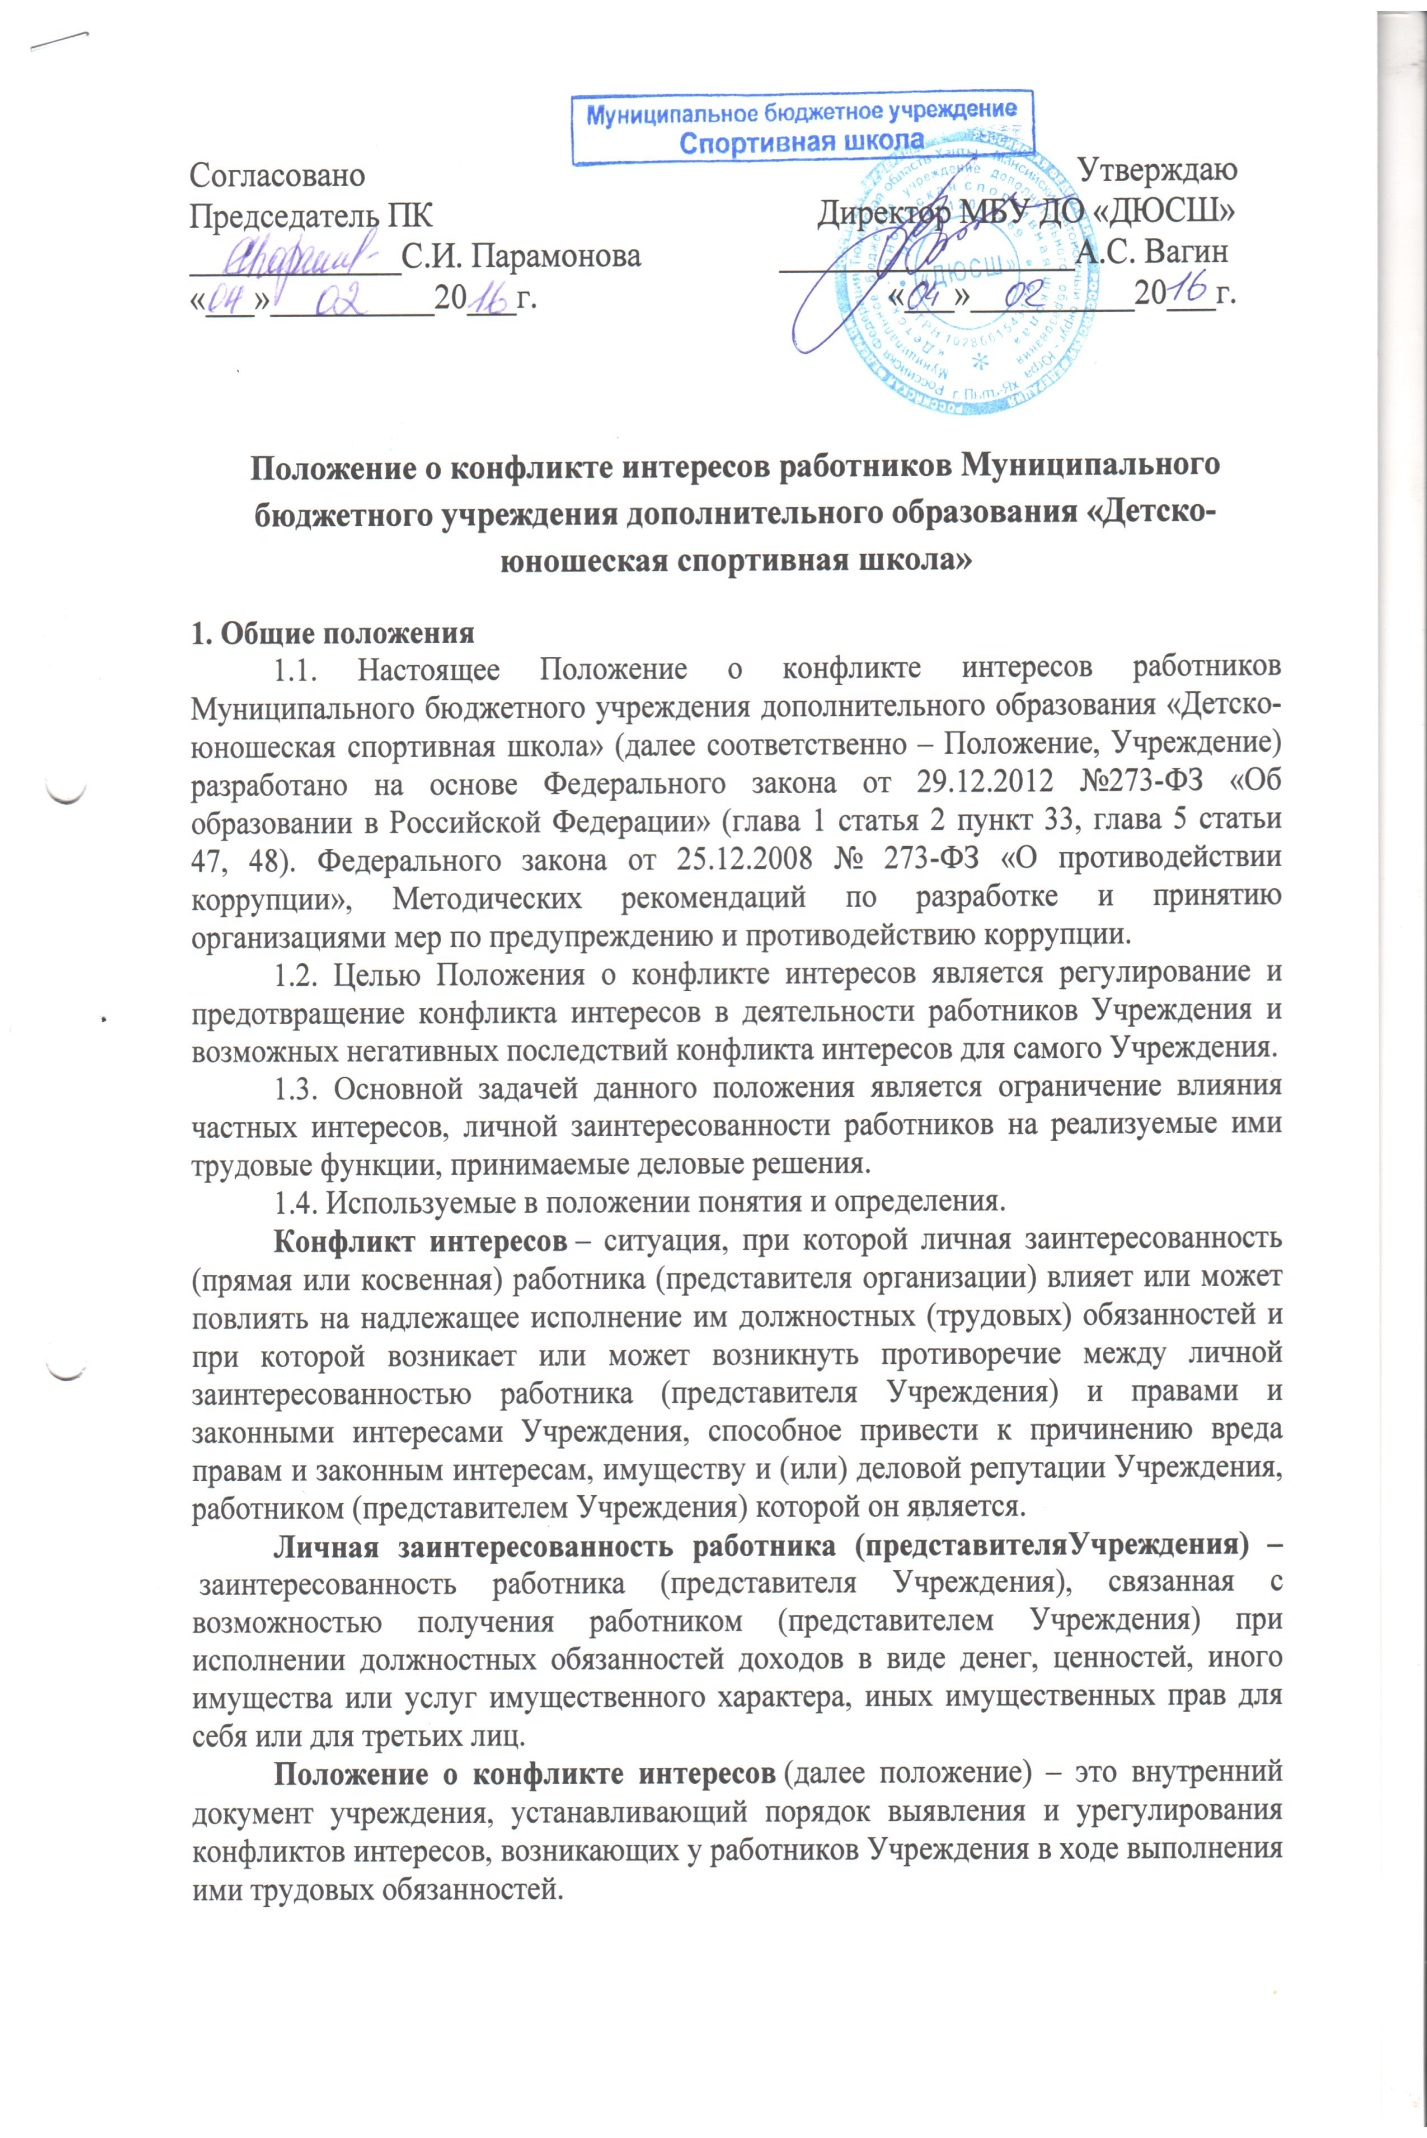 Муниципальное бюджетное учреждение
Спортивная школа
Согласовано Утверждаю
Председатель ПК Директор МБУ ДО «ДЮСШ»
С.И. Парамонова А.С. Вагин
«04» 02 2016 г. «04» 02 2016 г.
«ДЮСШ»
Положение о конфликте интересов работников Муниципального
бюджетного учреждения дополнительного образования «Детско-
юношеская спортивная школа»
1. Общие положения
1.1. Настоящее Положение о конфликте интересов работников
Муниципального бюджетного учреждения дополнительного образования «Детско-
юношеская спортивная школа» (далее соответственно – Положение, Учреждение)
разработано на основе Федерального закона от 29.12.2012 №273-ФЗ «Об
образовании в Российской Федерации» (глава 1 статья 2 пункт 33, глава 5 статьи
47, 48). Федерального закона от 25.12.2008 № 273-ФЗ «О противодействии
коррупции», Методических рекомендаций по разработке и принятию
организациями мер по предупреждению и противодействию коррупции.
1.2. Целью Положения о конфликте интересов является регулирование и
предотвращение конфликта интересов в деятельности работников Учреждения и
возможных негативных последствий конфликта интересов для самого Учреждения.
1.3. Основной задачей данного положения является ограничение влияния
частных интересов, личной заинтересованности работников на реализуемые ими
трудовые функции, принимаемые деловые решения.
1.4. Используемые в положении понятия и определения.
Конфликт интересов – ситуация, при которой личная заинтересованность
(прямая или косвенная) работника (представителя организации) влияет или может
повлиять на надлежащее исполнение им должностных (трудовых) обязанностей и
при которой возникает или может возникнуть противоречие между личной
заинтересованностью работника (представителя Учреждения) и правами и
законными интересами Учреждения, способное привести к причинению вреда
правам и законным интересам, имуществу и (или) деловой репутации Учреждения,
работником (представителем Учреждения) которой он является.
Личная заинтересованность работника (представителяУчреждения) –
заинтересованность работника (представителя Учреждения), связанная с
возможностью получения работником (представителем Учреждения) при
исполнении должностных обязанностей доходов в виде денег, ценностей, иного
имущества или услуг имущественного характера, иных имущественных прав для
себя или для третьих лиц.
Положение о конфликте интересов (далее положение) – это внутренний
документ учреждения, устанавливающий порядок выявления и урегулирования
конфликтов интересов, возникающих у работников Учреждения в ходе выполнения
ими трудовых обязанностей.